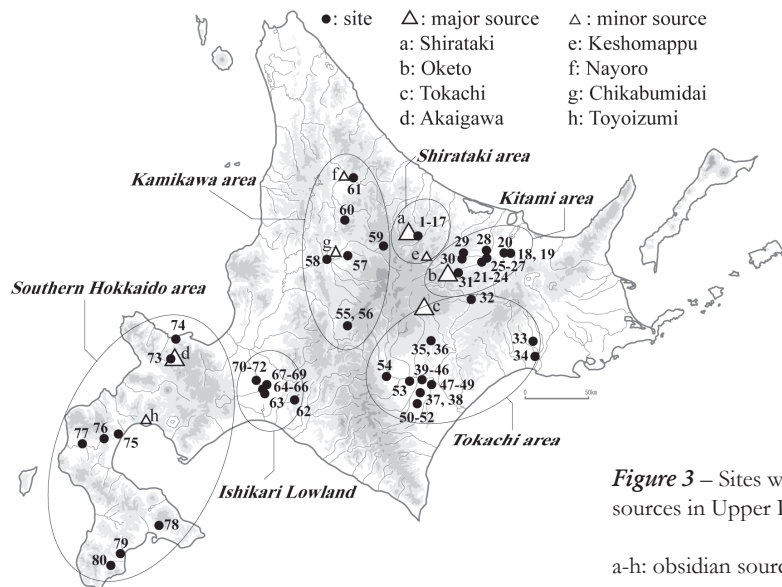 ●: site △: major source △: minor source
a: Shirataki e: Keshomappu
b: Oketo f: Nayoro
c: Tokachi g: Chikabumidai
d: Akaigawa h: Toyoizumi
Shirataki area
Kamikawa area
f
61
Kitami area
60
a
1-17
59
g
58
57
e
29
28
20
18, 19
30
25-27
b
31
21-24
32
Southern Hokkaido area
c
55, 56
74
73
d
33
34
35, 36
70-72
67-69
64-66
63
62
54
39-46
53
47-49
37, 38
50-52
0
50km
h
77
76
75
Tokachi area
Ishikari Lowland
78
79
80
Figure 3 – Sites w
sources in Upper
a-h: obsidian sour